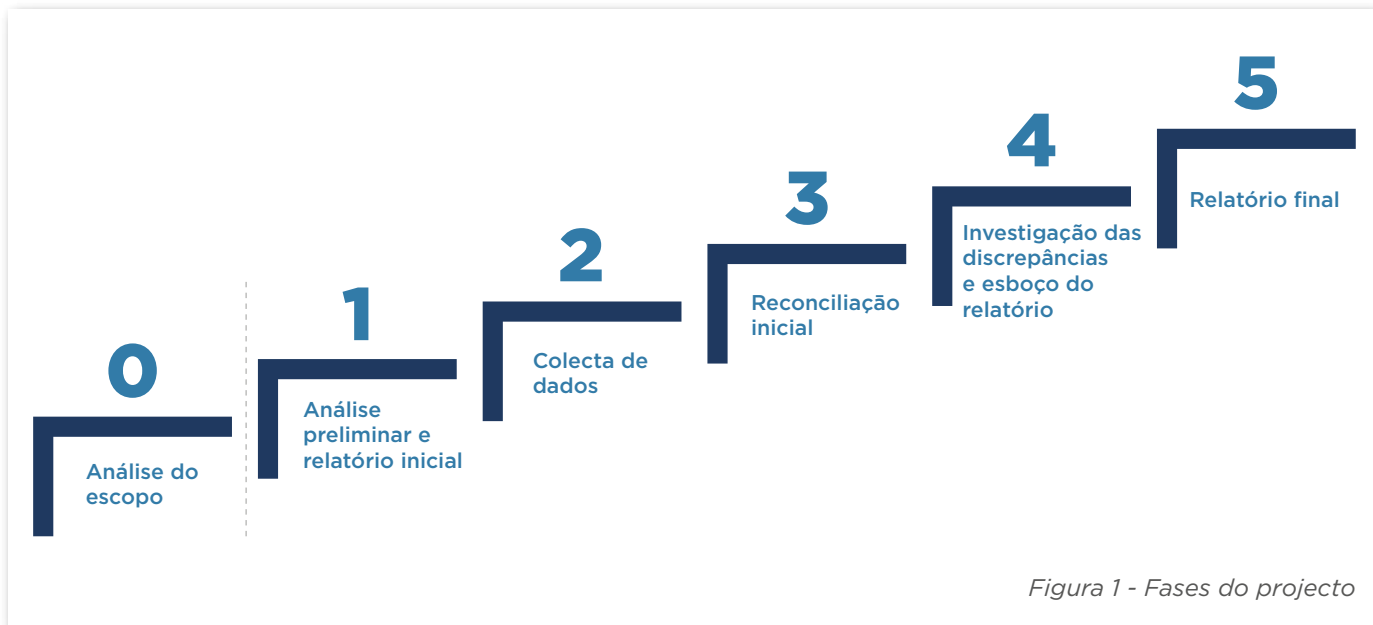 0
Análise do
escopo
1
Análise
preliminar e
relatório inicial
2
Colecta de
dados
3
Reconciliação
inicial
4
Investigação das
discrepâncias
e esboço do
relatório
5
Relatório final
Figura 1 - Fases do projecto